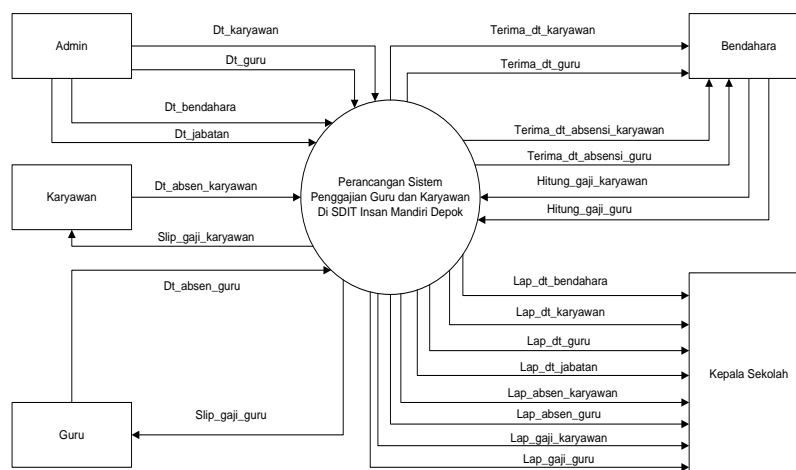 Admin
Dt_karyawan
Dt_guru
Dt_bendahara
Dt_jabatan
Terima_dt_karyawan
Terima_dt_guru
Bendahara
Terima_dt_absensi_karyawan
Terima_dt_absensi_guru
Hitung_gaji_karyawan
Hitung_gaji_guru
Karyawan
Dt_absen_karyawan
Slip_gaji_karyawan
Perancangan Sistem
Penggajian Guru dan Karyawan
Di SDIT Insan Mandiri Depok
Dt_absen_guru
Slip_gaji_guru
Guru
Lap_dt_bendahara
Lap_dt_karyawan
Lap_dt_guru
Lap_dt_jabatan
Lap_absen_karyawan
Lap_absen_guru
Lap_gaji_karyawan
Lap_gaji_guru
Kepala Sekolah